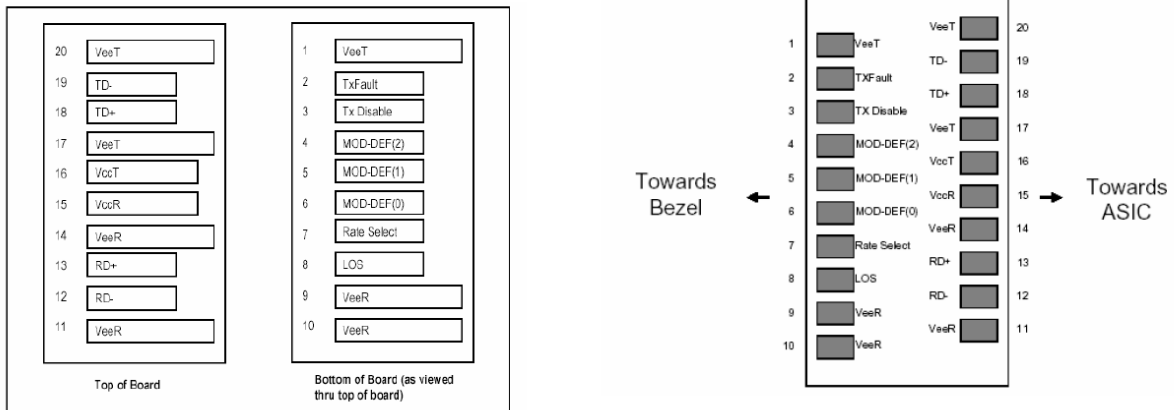 20 VeeT
19 TD-
18 TD+
17 VeeT
16 VccT
15 VccR
14 VeeR
13 RD+
12 RD-
11 VeeR
Top of Board
1 VeeT
2 TxFault
3 Tx Disable
4 MOD-DEF(2)
5 MOD-DEF(1)
6 MOD-DEF(0)
7 Rate Select
8 LOS
9 VeeR
10 VeeR
Bottom of Board (as viewed
thru top of board)
Towards
Bezel
1 VeeT
2 TXFault
3 TX Disable
4 MOD-DEF(2)
5 MOD-DEF(1)
6 MOD-DEF(0)
7 Rate Select
8 LOS
9 VeeR
10 VeeR
VeeT 20
TD- 19
TD+ 18
VeeT 17
VccT 16
VccR 15
VeeR 14
RD+ 13
RD- 12
VeeR 11
Towards
ASIC